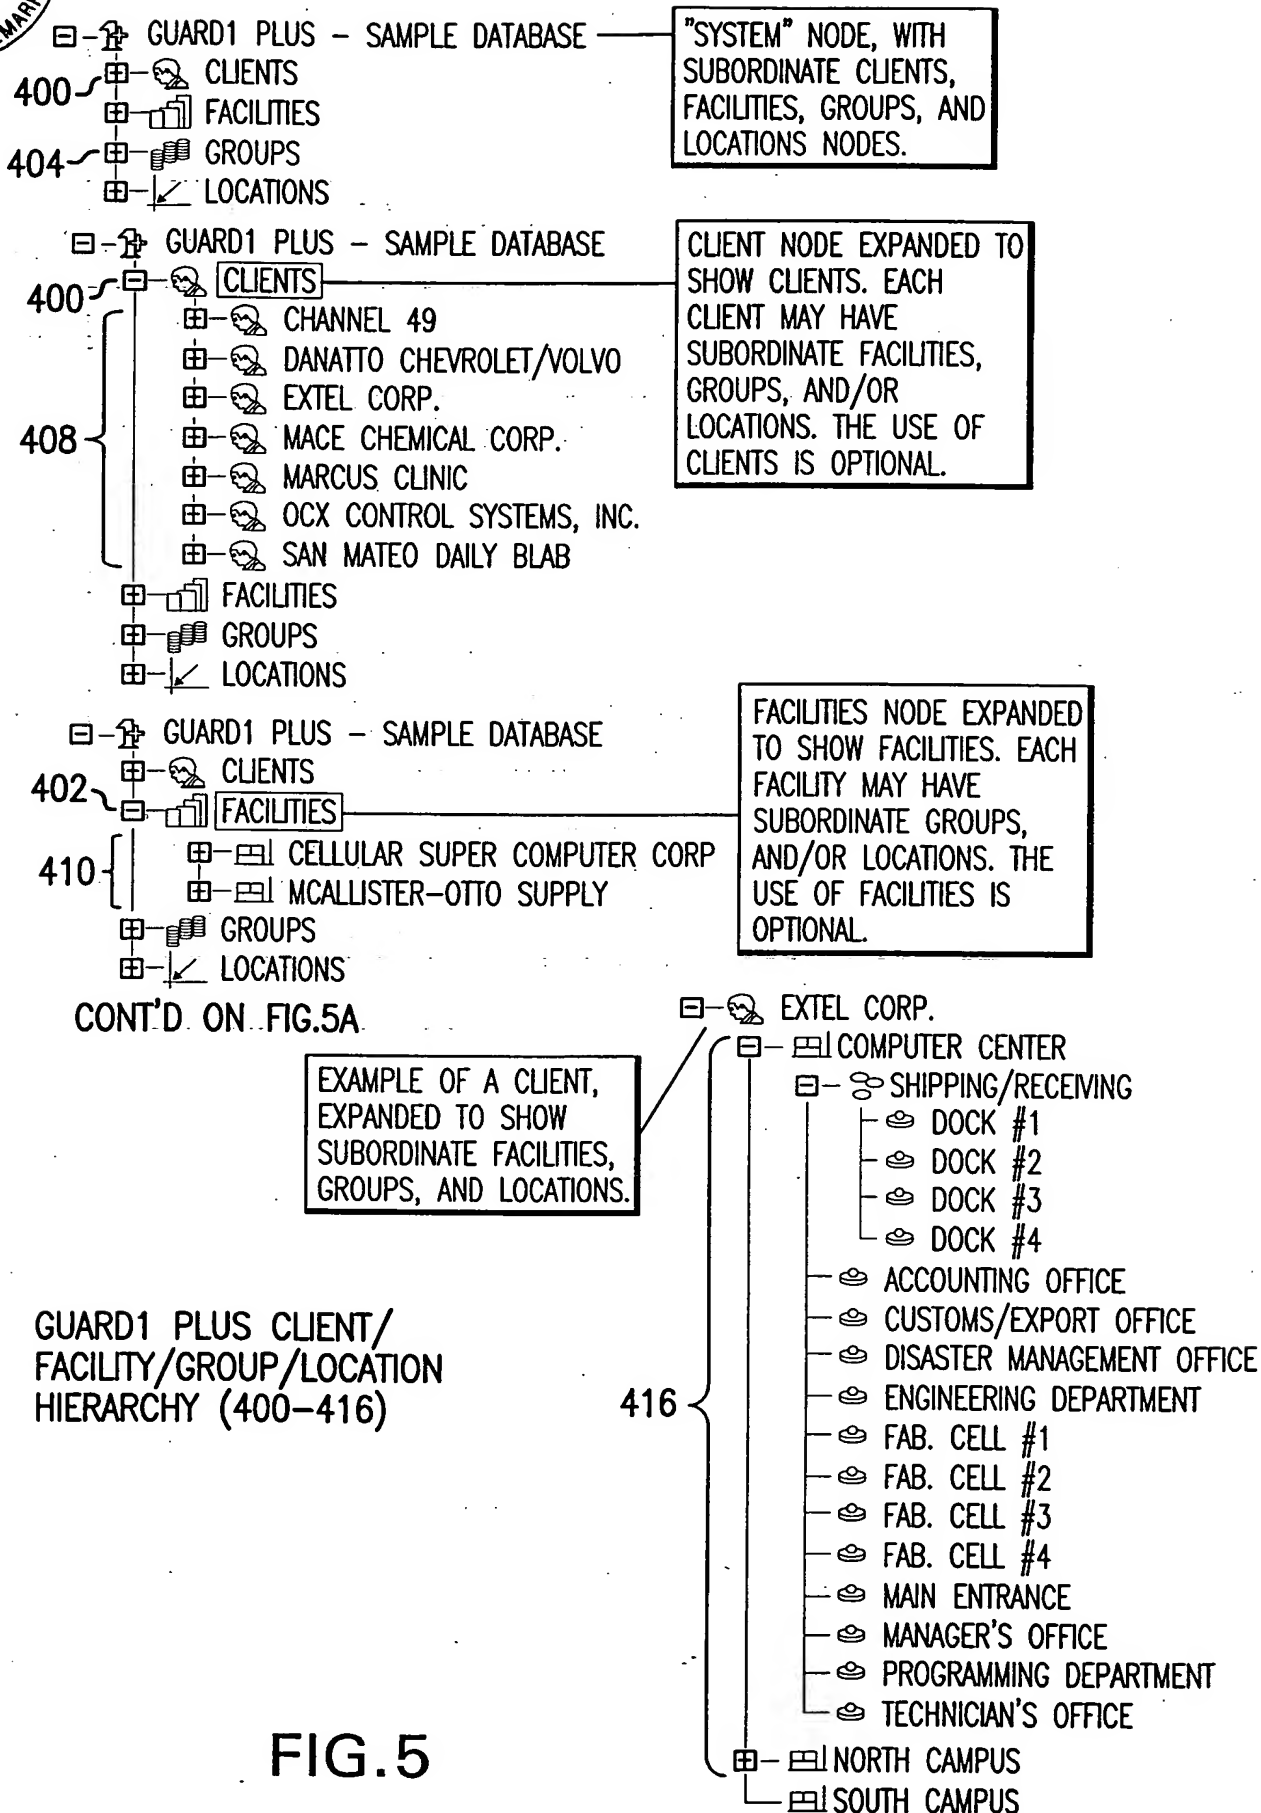 GUARD1 PLUS - SAMPLE DATABASE
400
CLIENTS
FACILITIES
404
GROUPS
LOCATIONS
"SYSTEM" NODE, WITH
SUBORDINATE CLIENTS,
FACILITIES, GROUPS, AND
LOCATIONS NODES.
GUARD1 PLUS - SAMPLE DATABASE
400
CLIENTS
408
CHANNEL 49
DANATTO CHEVROLET/VOLVO
EXTEL CORP.
MACE CHEMICAL CORP.
MARCUS CLINIC
OCX CONTROL SYSTEMS, INC.
SAN MATEO DAILY BLAB
FACILITIES
GROUPS
LOCATIONS
CLIENT NODE EXPANDED TO
SHOW CLIENTS. EACH
CLIENT MAY HAVE
SUBORDINATE FACILITIES,
GROUPS, AND/OR
LOCATIONS. THE USE OF
CLIENTS IS OPTIONAL.
GUARD1 PLUS - SAMPLE DATABASE
CLIENTS
402
FACILITIES
410
CELLULAR SUPER COMPUTER CORP
MCALLISTER-OTTO SUPPLY
GROUPS
LOCATIONS
FACILITIES NODE EXPANDED
TO SHOW FACILITIES. EACH
FACILITY MAY HAVE
SUBORDINATE GROUPS,
AND/OR LOCATIONS. THE
USE OF FACILITIES IS
OPTIONAL.
CONT'D ON FIG.5A
EXAMPLE OF A CLIENT,
EXPANDED TO SHOW
SUBORDINATE FACILITIES,
GROUPS, AND LOCATIONS.
EXTEL CORP.
COMPUTER CENTER
SHIPPING/RECEIVING
DOCK #1
DOCK #2
DOCK #3
DOCK #4
ACCOUNTING OFFICE
CUSTOMS/EXPORT OFFICE
DISASTER MANAGEMENT OFFICE
ENGINEERING DEPARTMENT
416
FAB. CELL #1
FAB. CELL #2
FAB. CELL #3
FAB. CELL #4
MAIN ENTRANCE
MANAGER'S OFFICE
PROGRAMMING DEPARTMENT
TECHNICIAN'S OFFICE
NORTH CAMPUS
SOUTH CAMPUS
GUARD1 PLUS CLIENT/
FACILITY/GROUP/LOCATION
HIERARCHY (400-416)
FIG.5